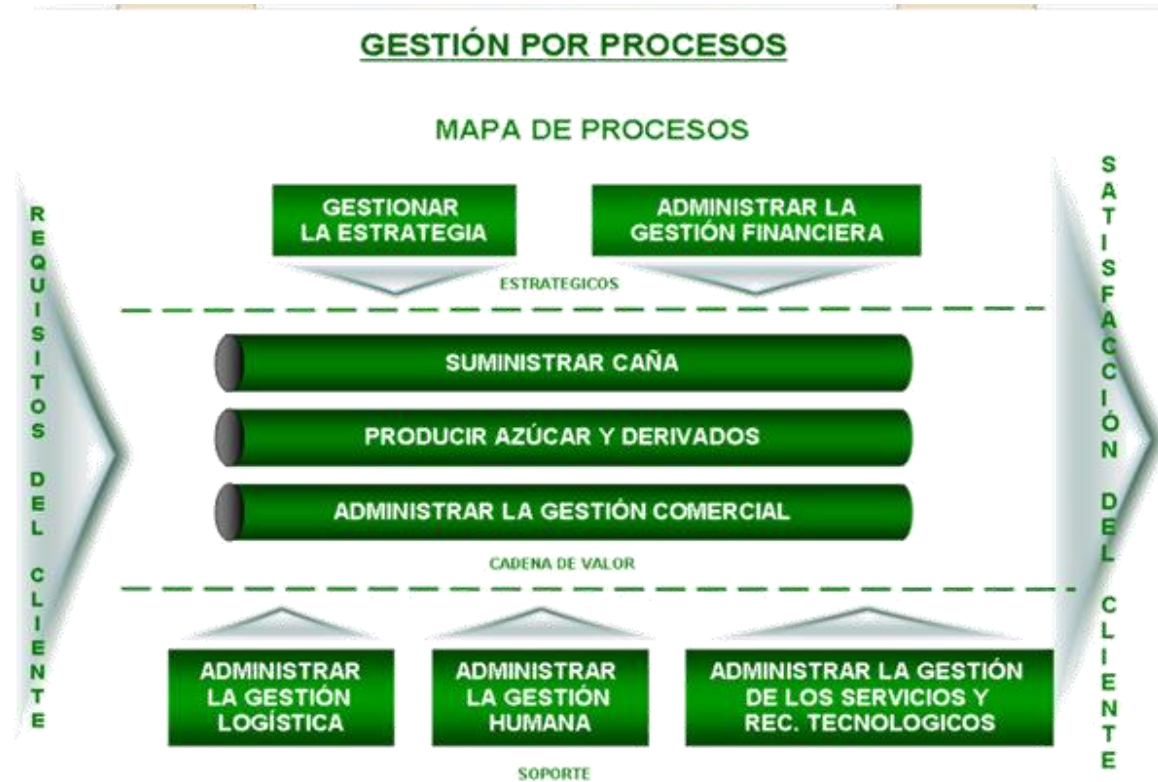 GESTIÓN POR PROCESOS
MAPA DE PROCESOS
REQUISITOS DEL CLIENTE
GESTIONAR
LA ESTRATEGIA
ADMINISTRAR LA
GESTIÓN FINANCIERA
ESTRATEGICOS
SUMINISTRAR CAÑA
PRODUCIR AZÚCAR Y DERIVADOS
ADMINISTRAR LA GESTIÓN COMERCIAL
CADENA DE VALOR
ADMINISTRAR
LA GESTIÓN
LOGÍSTICA
ADMINISTRAR
LA GESTIÓN
HUMANA
ADMINISTRAR LA GESTIÓN
DE LOS SERVICIOS Y
REC. TECNOLOGICOS
SOPORTE
SATISFACCIÓN DEL CLIENTE